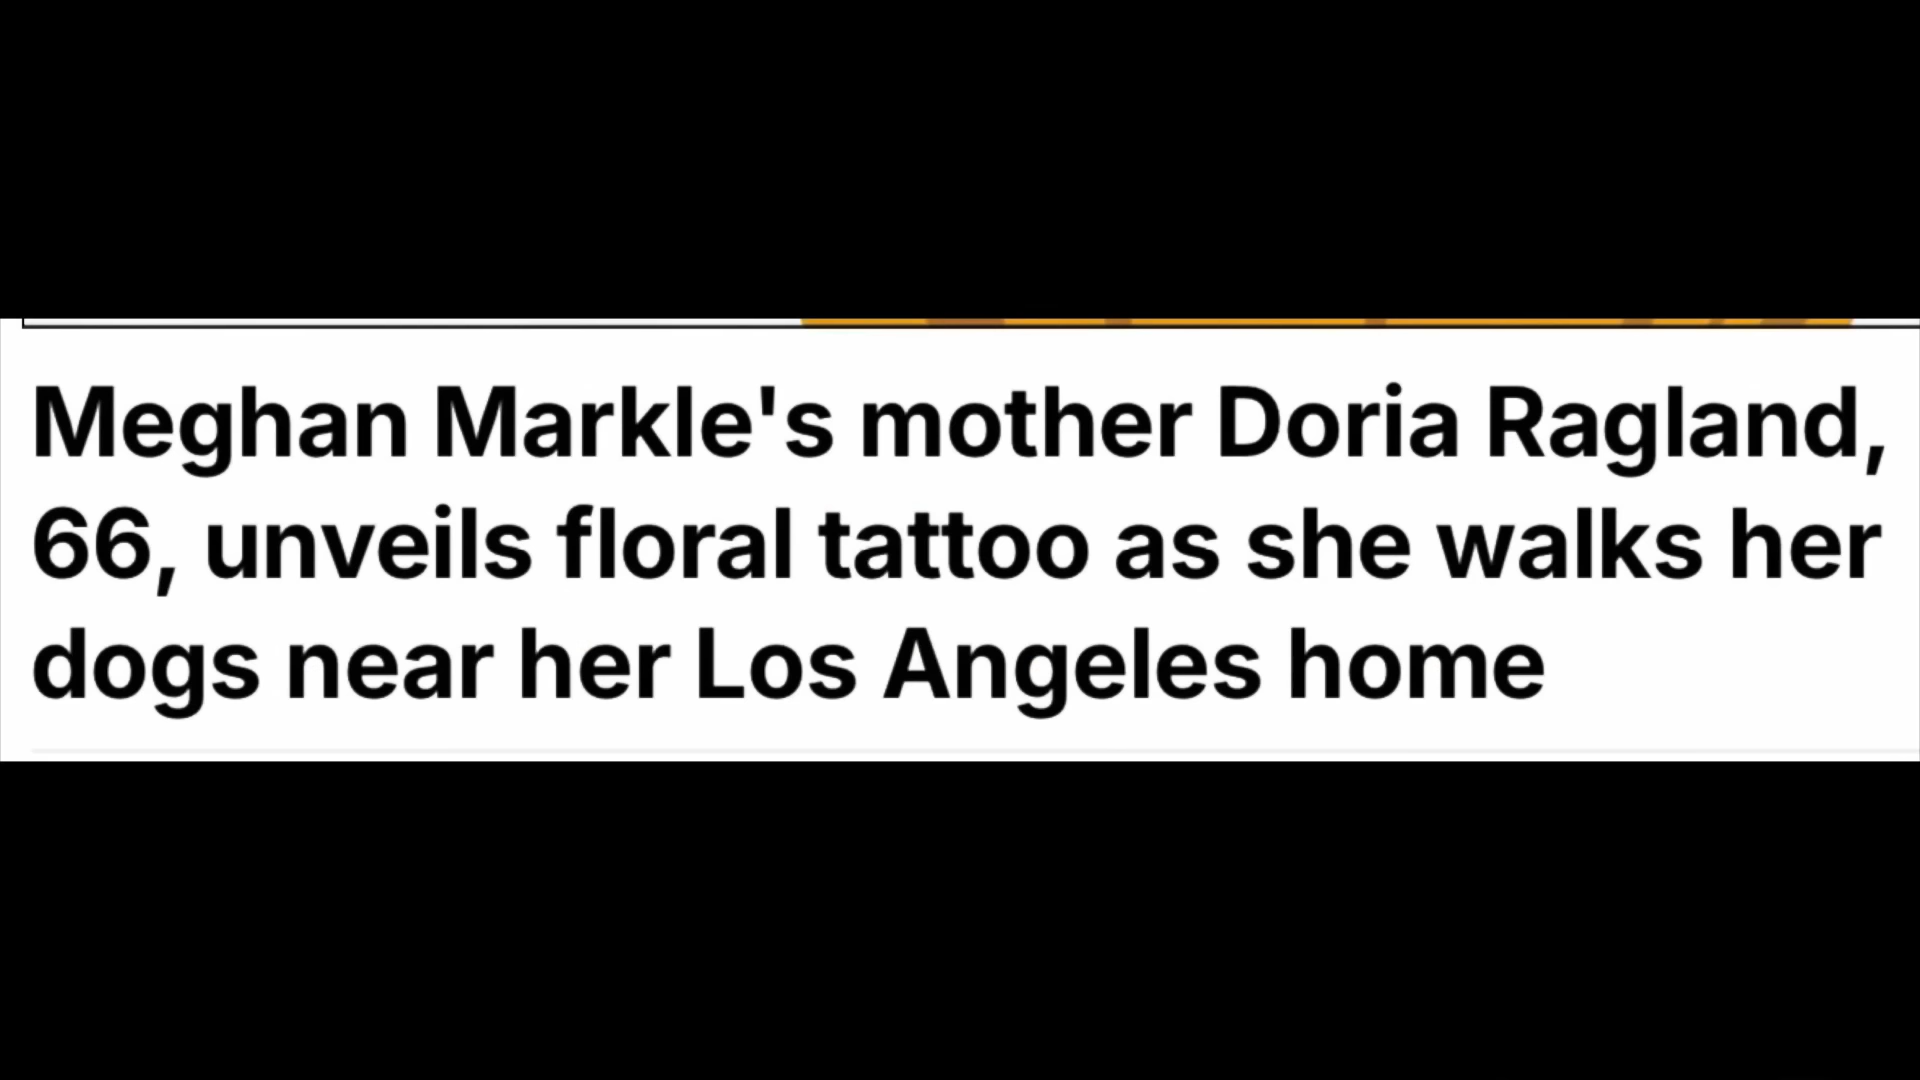 Meghan Markle's mother Doria Ragland,
66, unveils floral tattoo as she walks her
dogs near her Los Angeles home